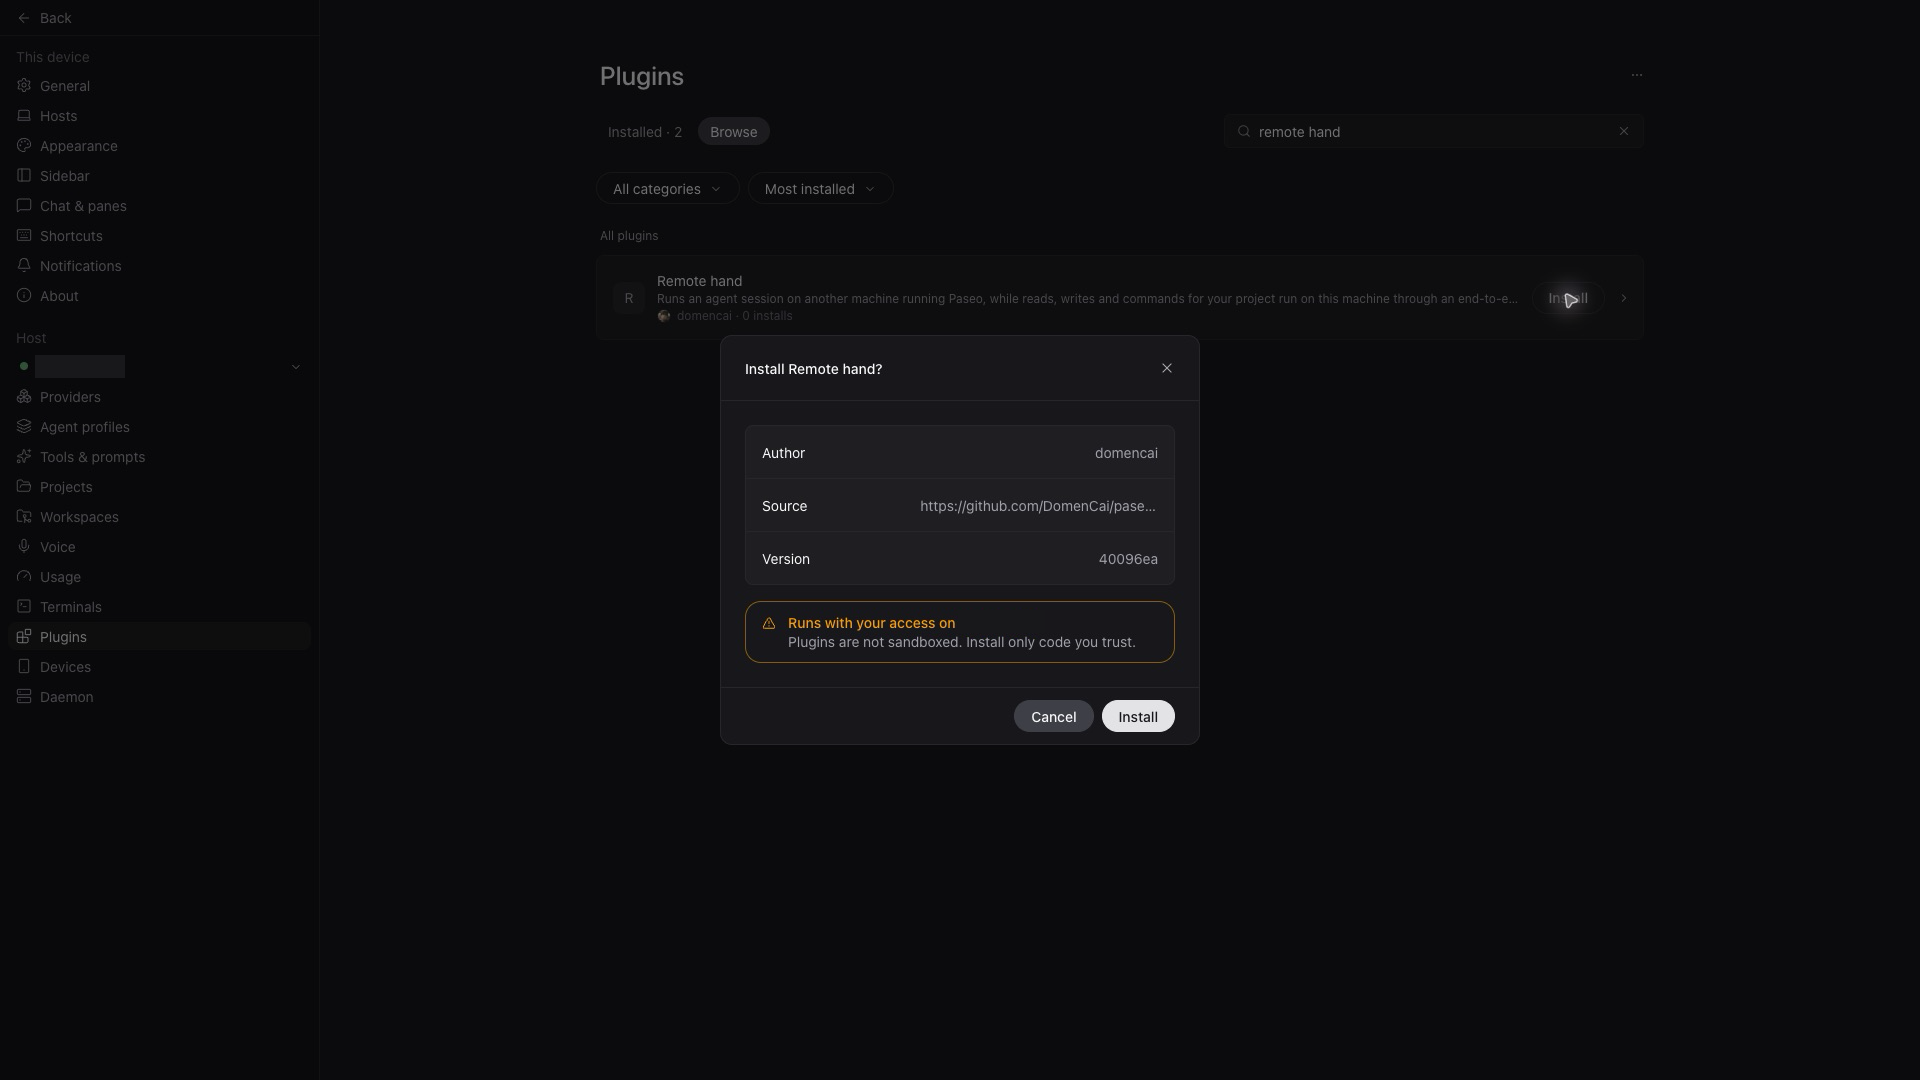 Back
This device
General
Hosts
Appearance
Sidebar
Chat & panes
Shortcuts
Notifications
About
Host
Providers
Agent profiles
Tools & prompts
Projects
Workspaces
Voice
Usage
Terminals
Plugins
Devices
Daemon
Plugins
Installed · 2
Browse
remote hand
All categories
Most installed
All plugins
R
Remote hand
Runs an agent session on another machine running Paseo, while reads, writes and commands for your project run on this machine through an end-to-e...
domencai · 0 installs
Install
Install Remote hand?
Author
domencai
Source
https://github.com/DomenCai/pase...
Version
40096ea
Runs with your access on
Plugins are not sandboxed. Install only code you trust.
Cancel
Install